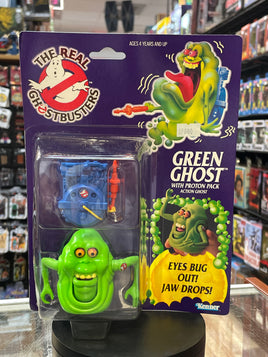 AGES 4 YEARS AND UP
THE REAL
GHOSTBUSTERS
GREEN
GHOST™
WITH PROTON PACK
ACTION GHOST
EYES BUG
OUT!
JAW DROPS!
Kenner